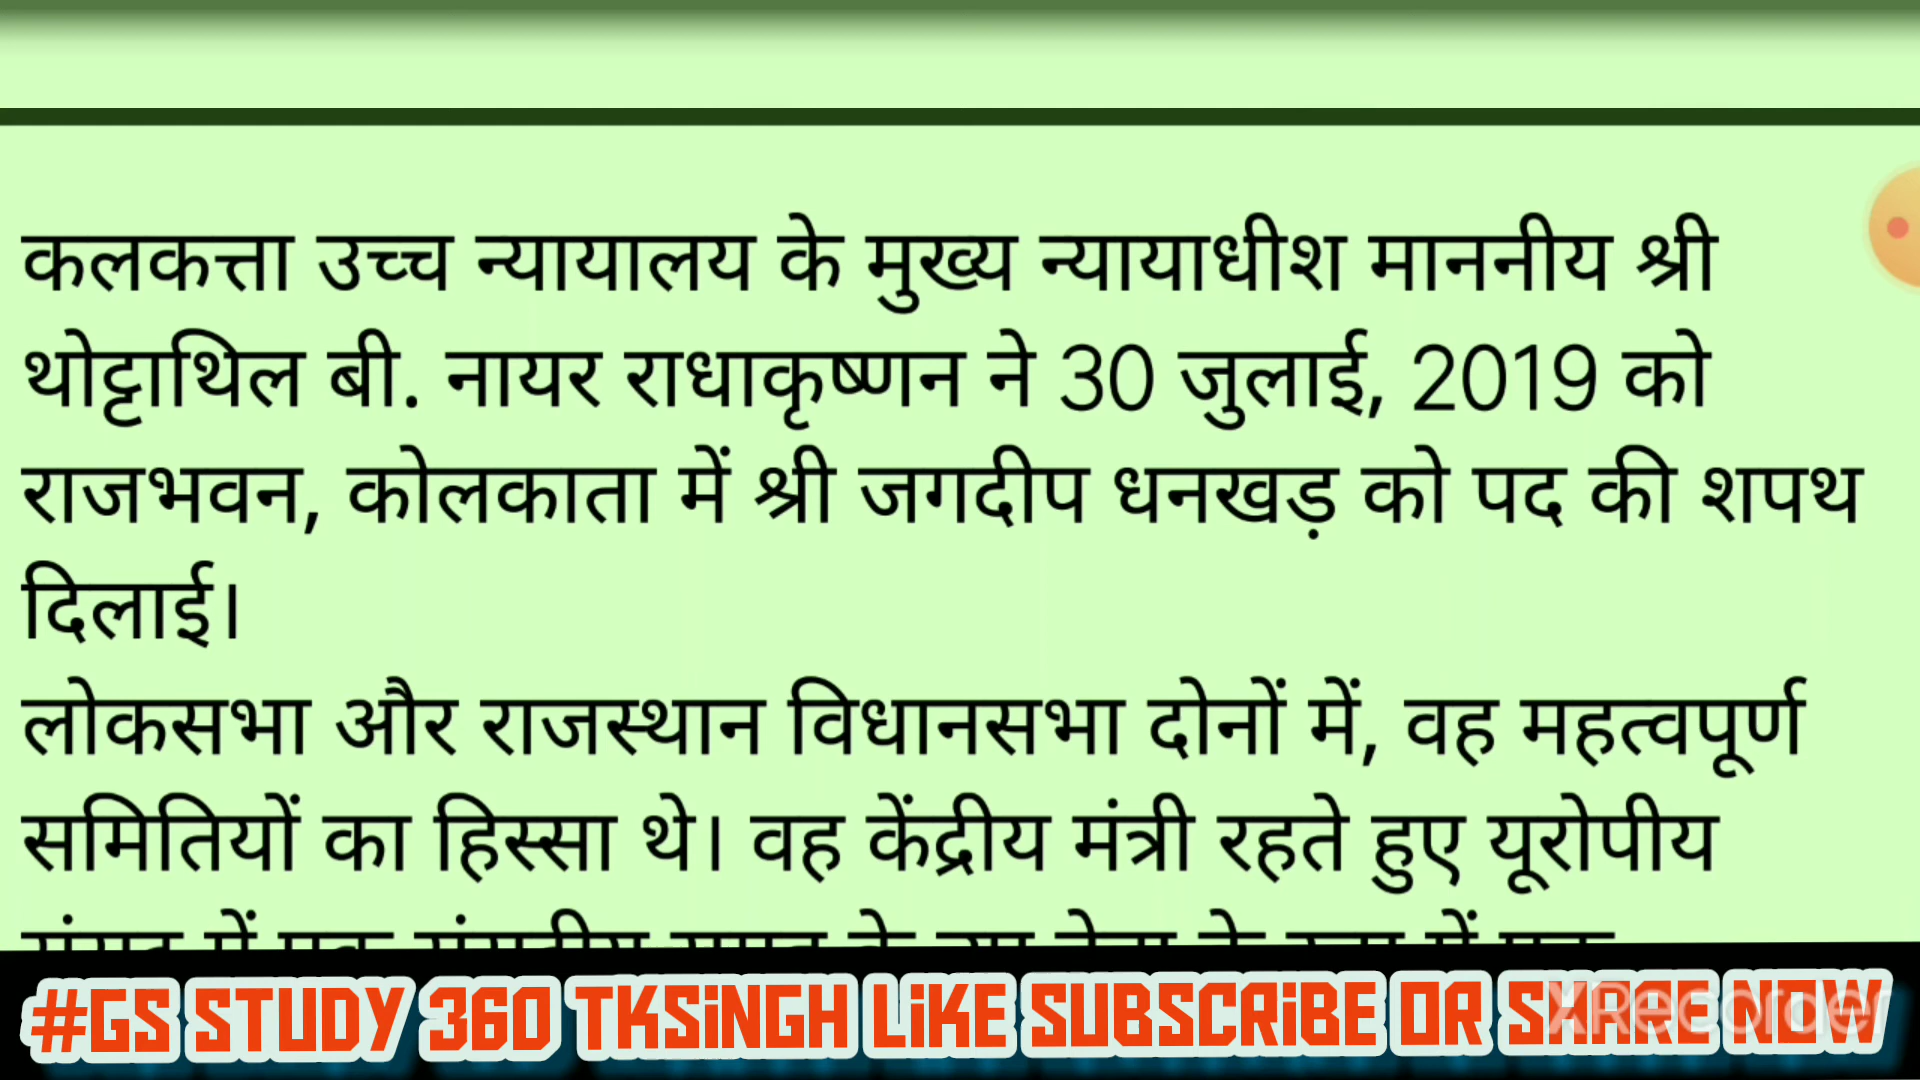 कलकत्ता उच्च न्यायालय के मुख्य न्यायाधीश माननीय श्री
थोट्टाथिल बी. नायर राधाकृष्णन ने 30 जुलाई, 2019 को
राजभवन, कोलकाता में श्री जगदीप धनखड़ को पद की शपथ
दिलाई।
लोकसभा और राजस्थान विधानसभा दोनों में, वह महत्वपूर्ण
समितियों का हिस्सा थे। वह केंद्रीय मंत्री रहते हुए यूरोपीय
#GS STUDY 360 TKSiNGH LiKE SUBSCRiBE OR SHARE NOW
XRecorder